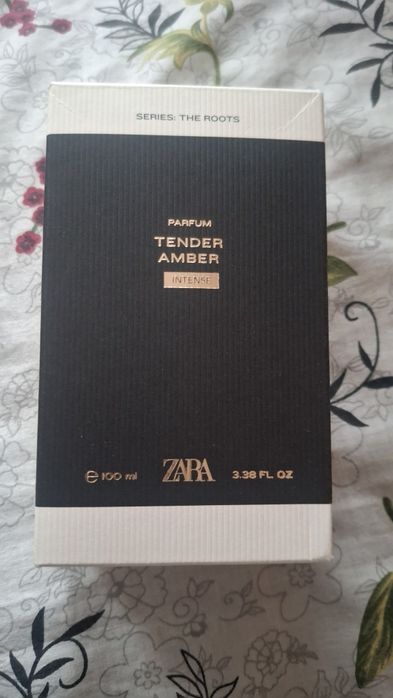 SERIES: THE ROOTS
PARFUM
TENDER
AMBER
INTENSE
℮ 100 ml ZARA 3.38 FL. OZ